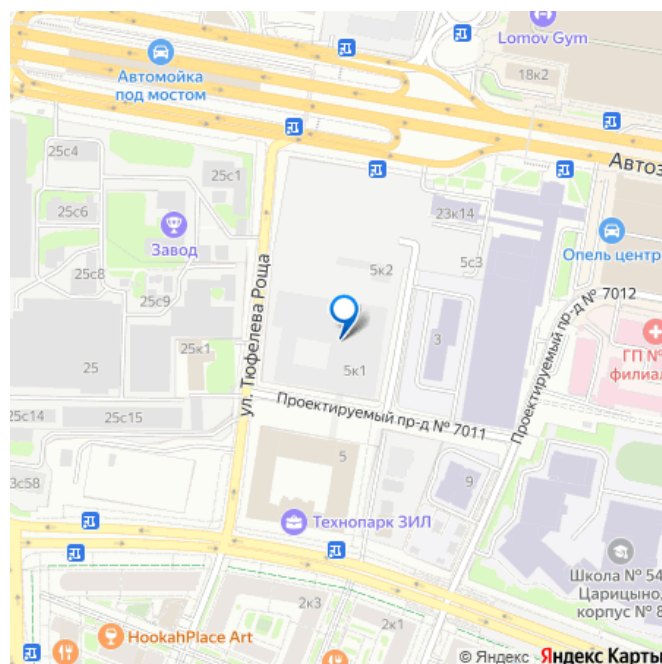 Lomov Gym
Автомойка
под мостом
18к2
25с4
Автоз
25с1
25с6
23к14
Завод
Опель центр
5к2
5с3
25с8
ул. Тюфелева Роща
25с9
Проектируемый пр-д № 7012
3
25к1
ГП №
филиа
25
5к1
Проектируемый пр-д № 7011
25с14
25с15
5
3с58
9
Технопарк ЗИЛ
Школа № 54
Царицыно,
корпус № 8
2к3
2к1
HookahPlace Art
© Яндекс Яндекс Карты